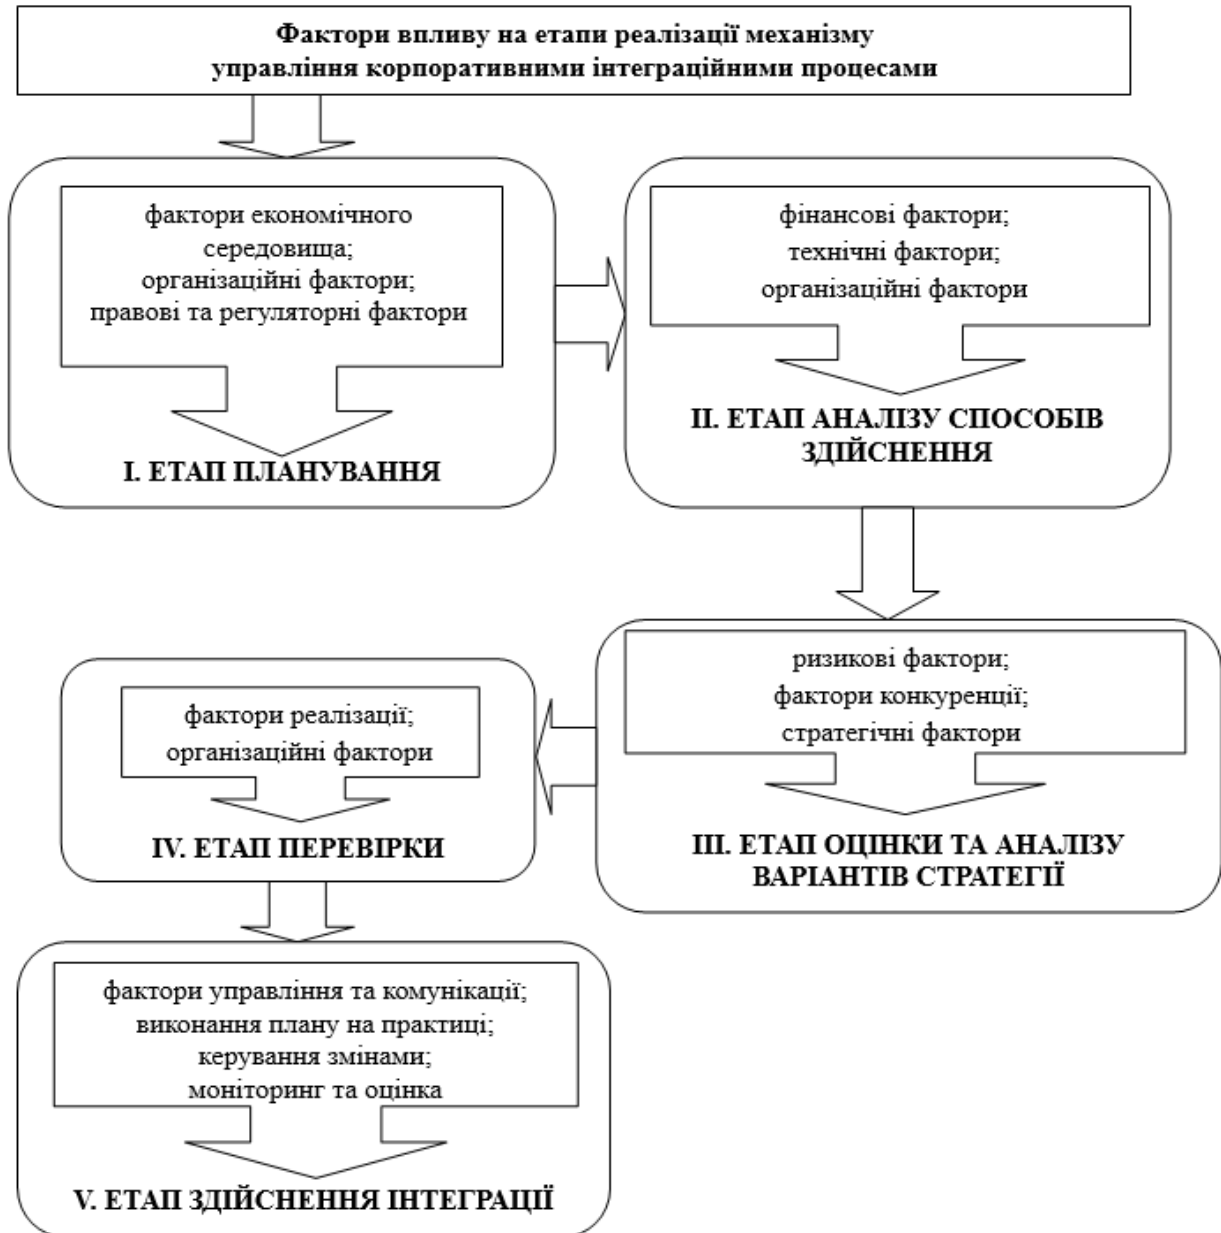 Фактори впливу на етапи реалізації механізму
управління корпоративними інтеграційними процесами
фактори економічного
середовища;
організаційні фактори;
правові та регуляторні фактори
І. ЕТАП ПЛАНУВАННЯ
фінансові фактори;
технічні фактори;
організаційні фактори
ІІ. ЕТАП АНАЛІЗУ СПОСОБІВ
ЗДІЙСНЕННЯ
ризикові фактори;
фактори конкуренції;
стратегічні фактори
ІІІ. ЕТАП ОЦІНКИ ТА АНАЛІЗУ
ВАРІАНТІВ СТРАТЕГІЇ
фактори реалізації;
організаційні фактори
IV. ЕТАП ПЕРЕВІРКИ
фактори управління та комунікації;
виконання плану на практиці;
керування змінами;
моніторинг та оцінка
V. ЕТАП ЗДІЙСНЕННЯ ІНТЕГРАЦІЇ